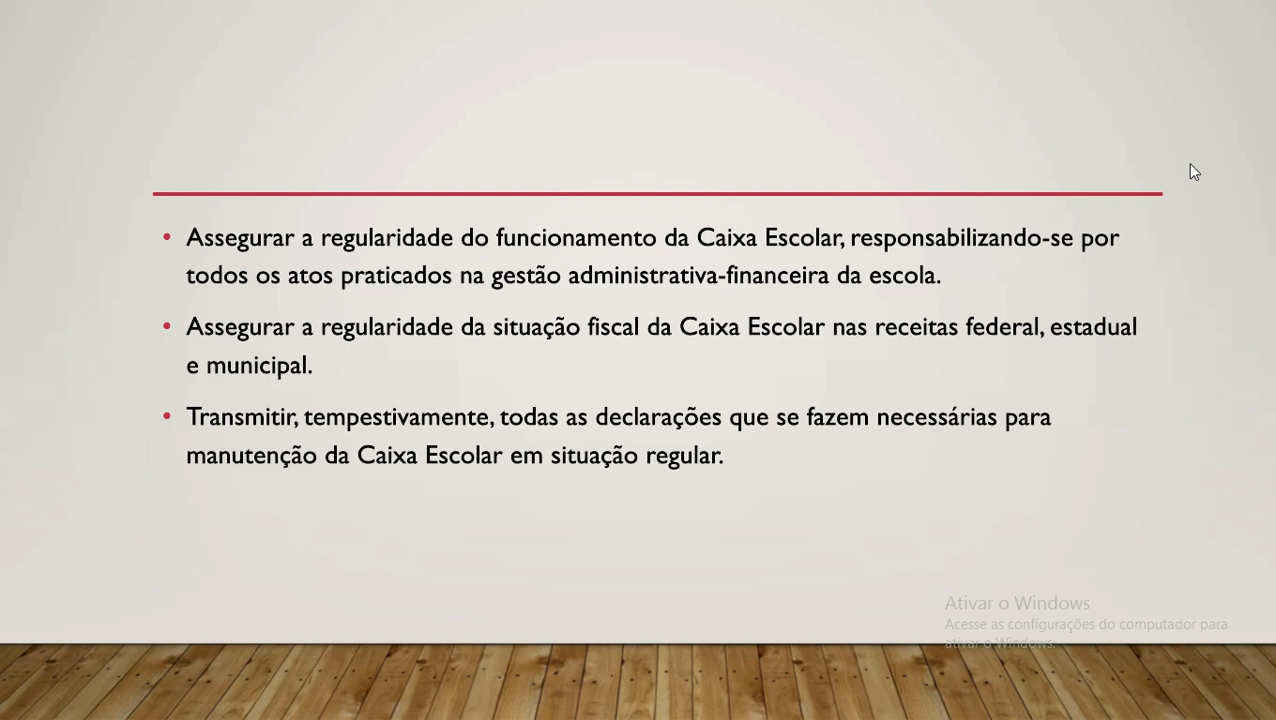 • Assegurar a regularidade do funcionamento da Caixa Escolar, responsabilizando-se por
todos os atos praticados na gestão administrativa-financeira da escola.
• Assegurar a regularidade da situação fiscal da Caixa Escolar nas receitas federal, estadual
e municipal.
• Transmitir, tempestivamente, todas as declarações que se fazem necessárias para
manutenção da Caixa Escolar em situação regular.
Ativar o Windows
Acesse as configurações do computador para
ativar o Windows.